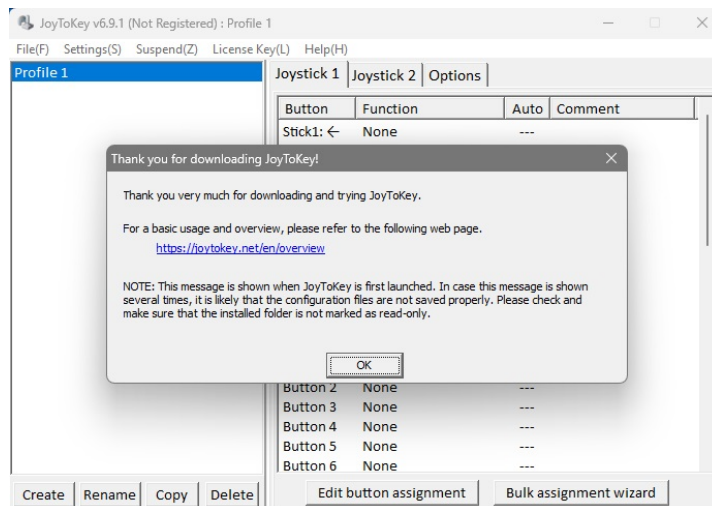 JoyToKey v6.9.1 (Not Registered) : Profile 1
File(F) Settings(S) Suspend(Z) License Key(L) Help(H)
Profile 1
Joystick 1 Joystick 2 Options
Button Function Auto Comment
Stick1: ← None ---
Thank you for downloading JoyToKey!
Thank you very much for downloading and trying JoyToKey.
For a basic usage and overview, please refer to the following web page.
https://joytokey.net/en/overview
NOTE: This message is shown when JoyToKey is first launched. In case this message is shown
several times, it is likely that the configuration files are not saved properly. Please check and
make sure that the installed folder is not marked as read-only.
OK
Button 2 None ---
Button 3 None ---
Button 4 None ---
Button 5 None ---
Button 6 None ---
Create Rename Copy Delete Edit button assignment Bulk assignment wizard